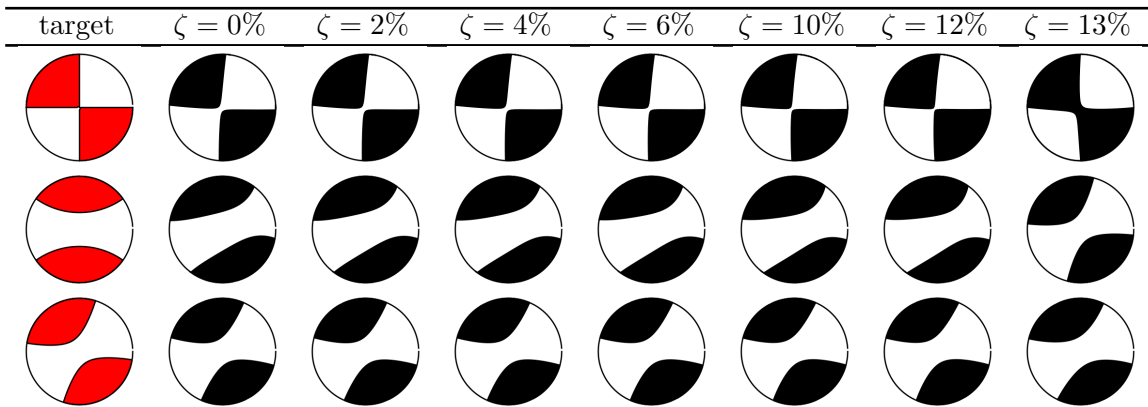 target ζ = 0% ζ = 2% ζ = 4% ζ = 6% ζ = 10% ζ = 12% ζ = 13%